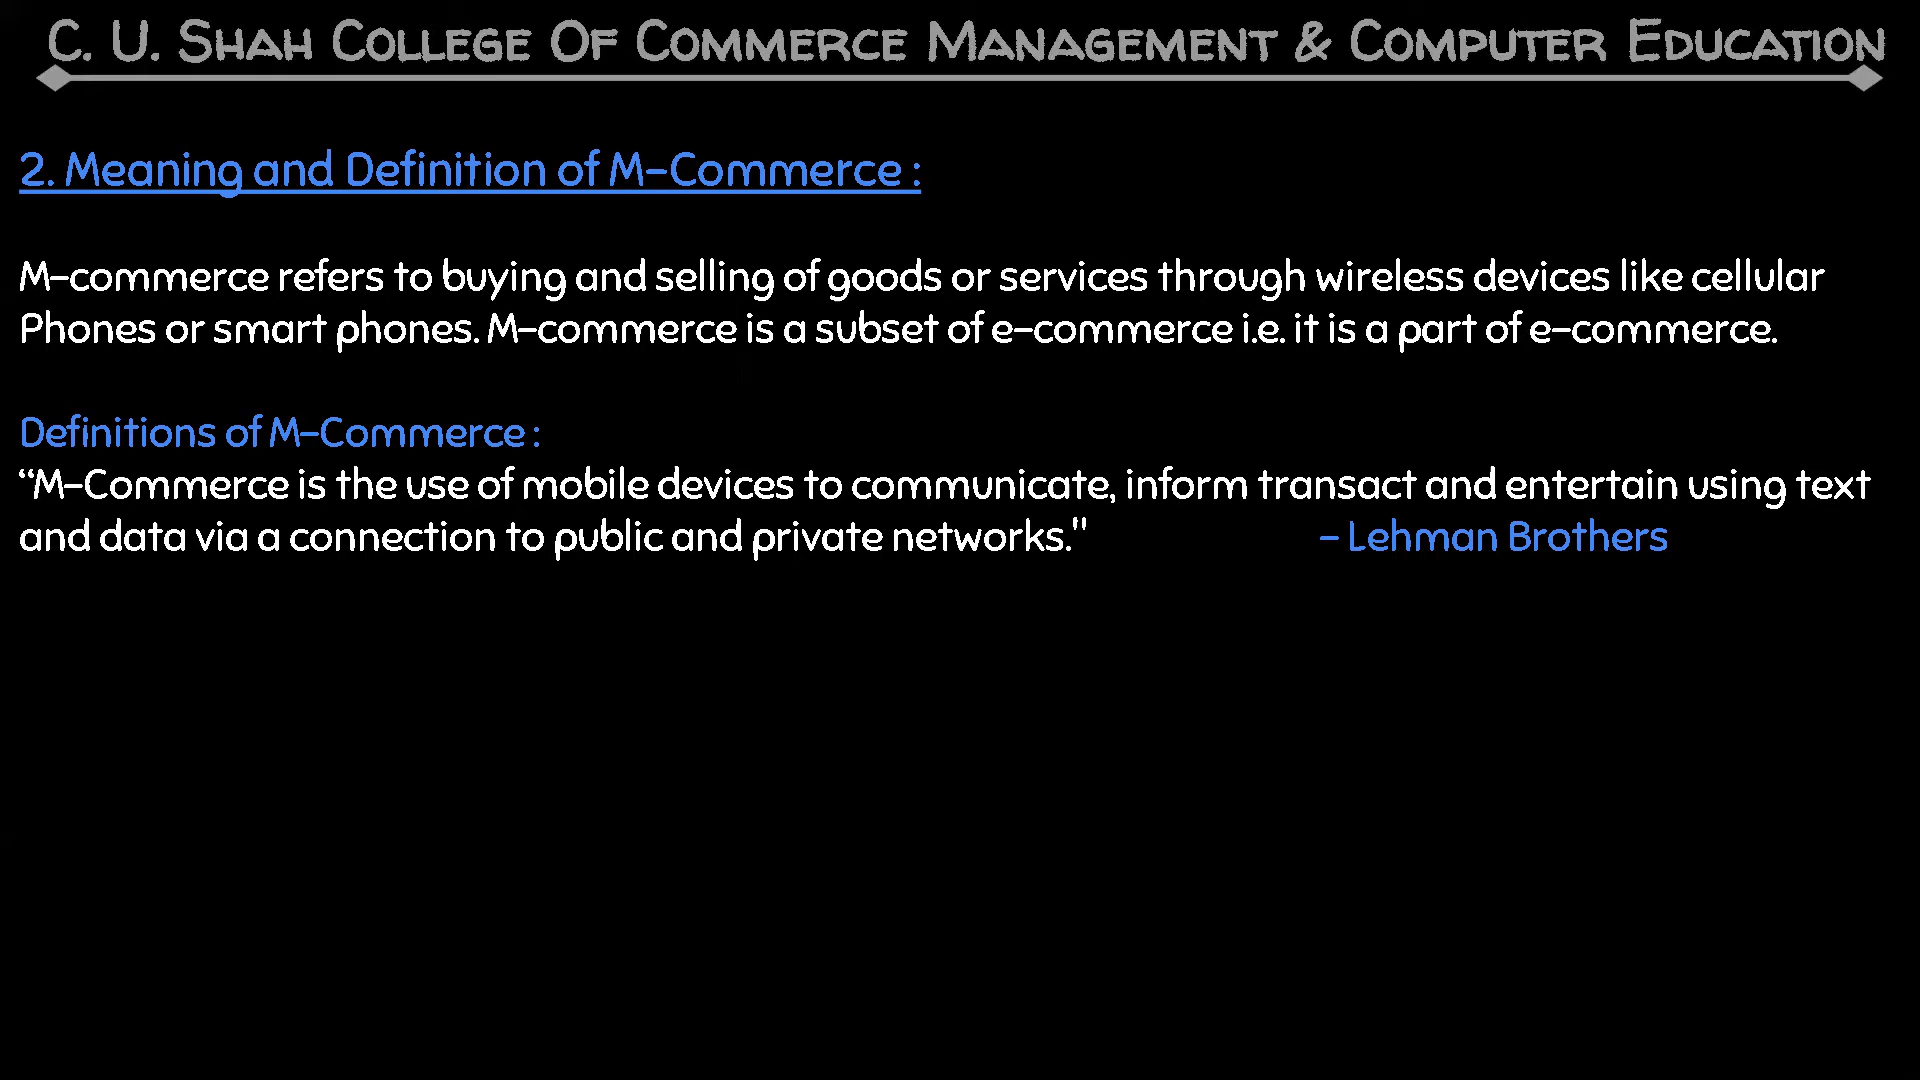 C. U. Shah College Of Commerce Management & Computer Education
2. Meaning and Definition of M-Commerce :
M-commerce refers to buying and selling of goods or services through wireless devices like cellular
Phones or smart phones. M-commerce is a subset of e-commerce i.e. it is a part of e-commerce.
Definitions of M-Commerce :
“M-Commerce is the use of mobile devices to communicate, inform transact and entertain using text
and data via a connection to public and private networks." - Lehman Brothers